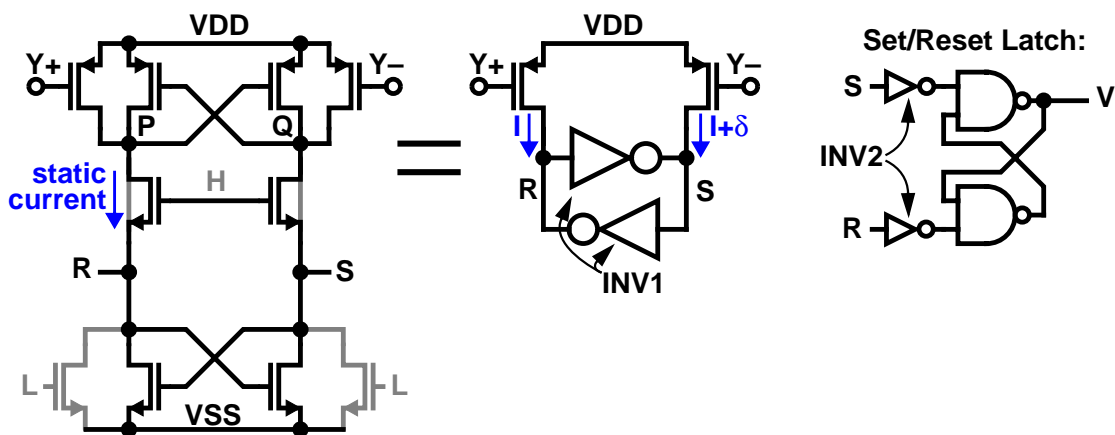 VDD
Y+
Y−
P
Q
static
current
H
R
S
L
L
VSS
VDD
Y+
Y−
I
I+δ
R
S
INV1
Set/Reset Latch:
S
V
INV2
R